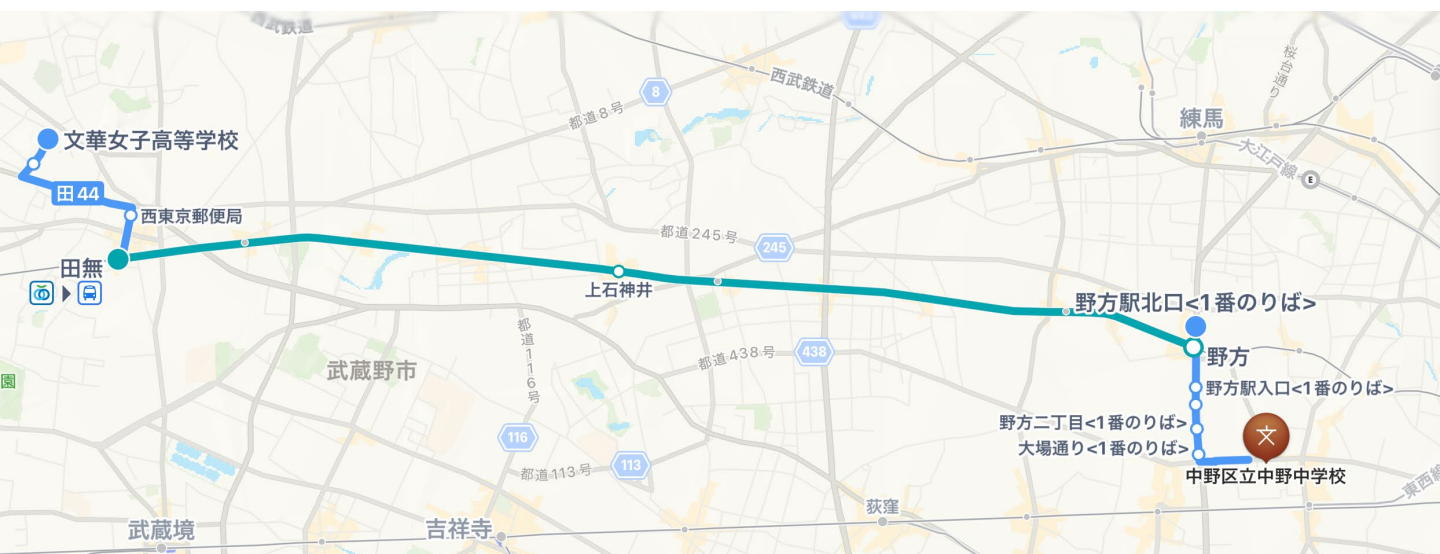 西武鉄道
西武鉄道
8
都道8号
桜台通り
練馬
大江戸線
E
文華女子高等学校
田44
西東京郵便局
田無
都道245号
245
上石神井
野方駅北口<1番のりば>
野方
都道116号
武蔵野市
都道438号
438
園
野方駅入口<1番のりば>
野方二丁目<1番のりば>
大場通り<1番のりば>
文
中野区立中野中学校
116
都道113号
113
東西線
荻窪
武蔵境
吉祥寺